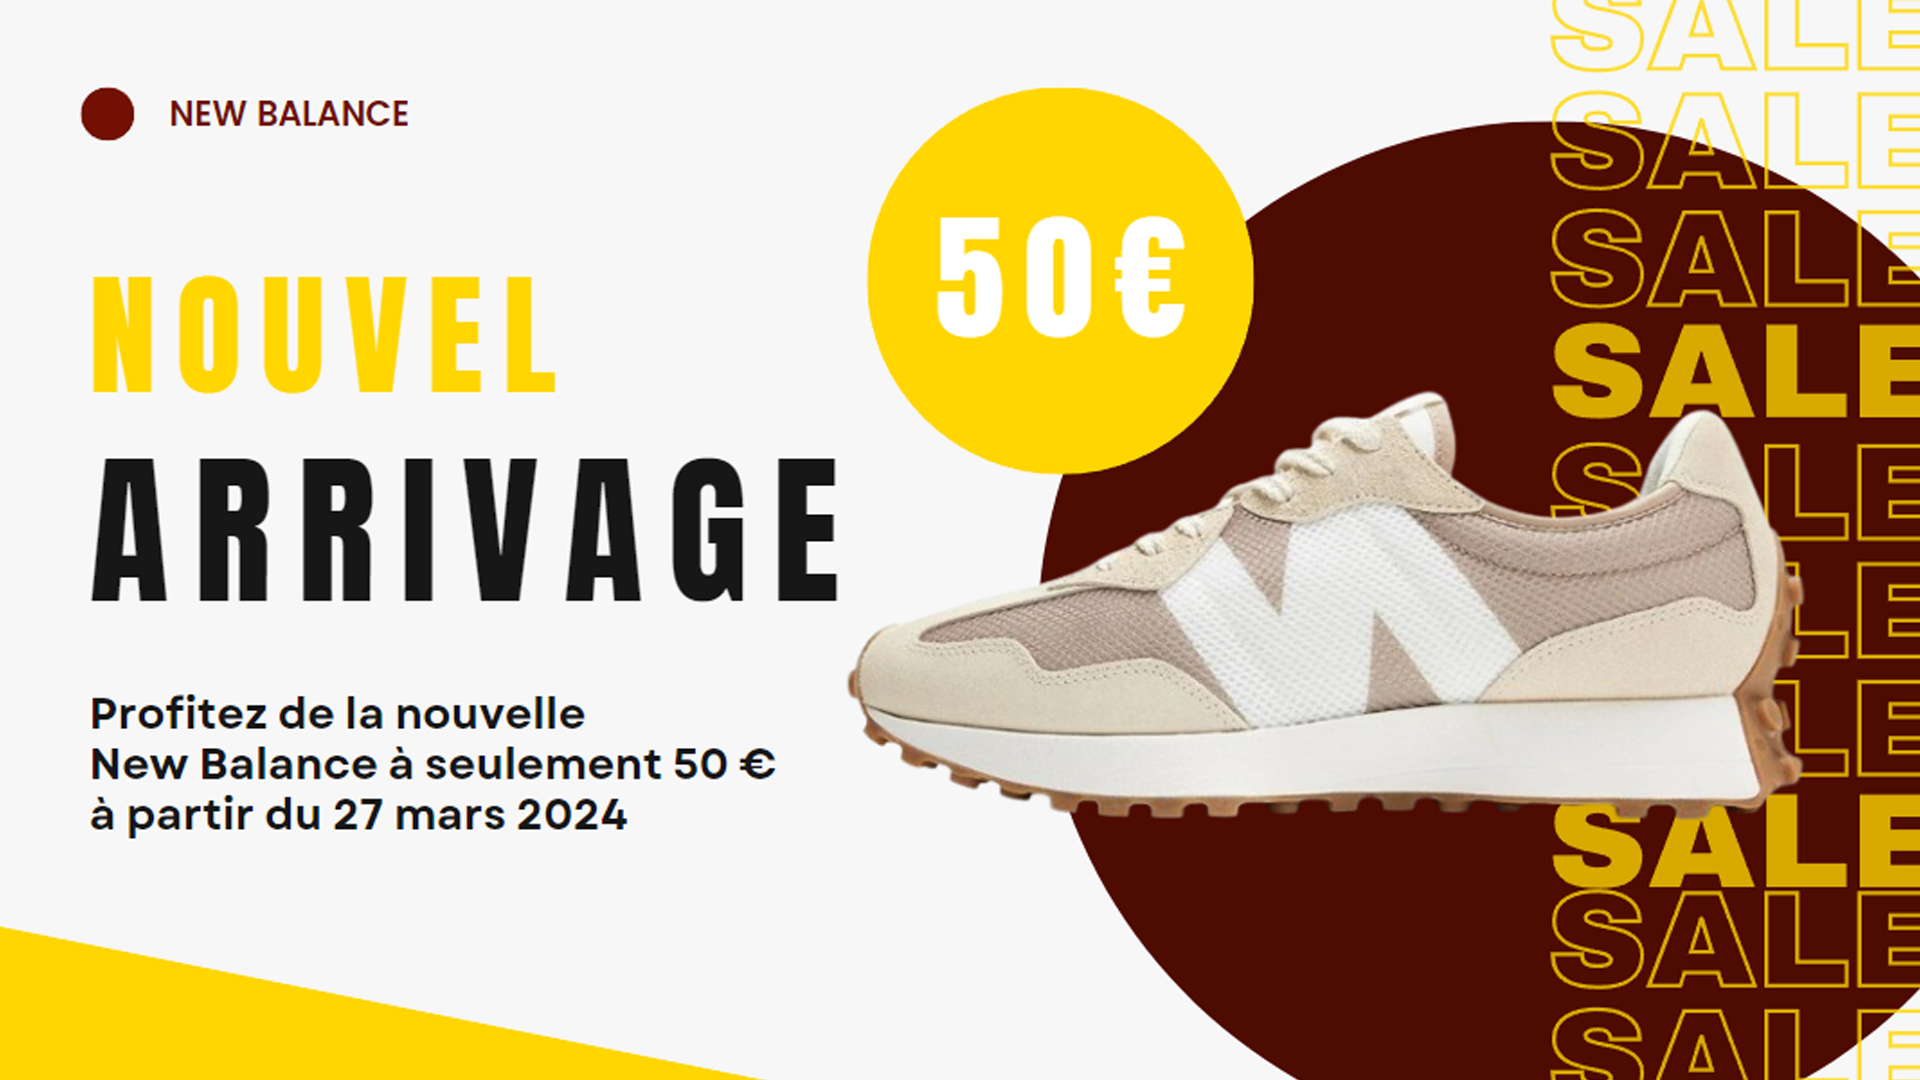 NEW BALANCE
NOUVEL
ARRIVAGE
50€
Profitez de la nouvelle
New Balance à seulement 50 €
à partir du 27 mars 2024
SALE
SALE
SALE
SALE
SALE
SALE
SALE
SALE
N